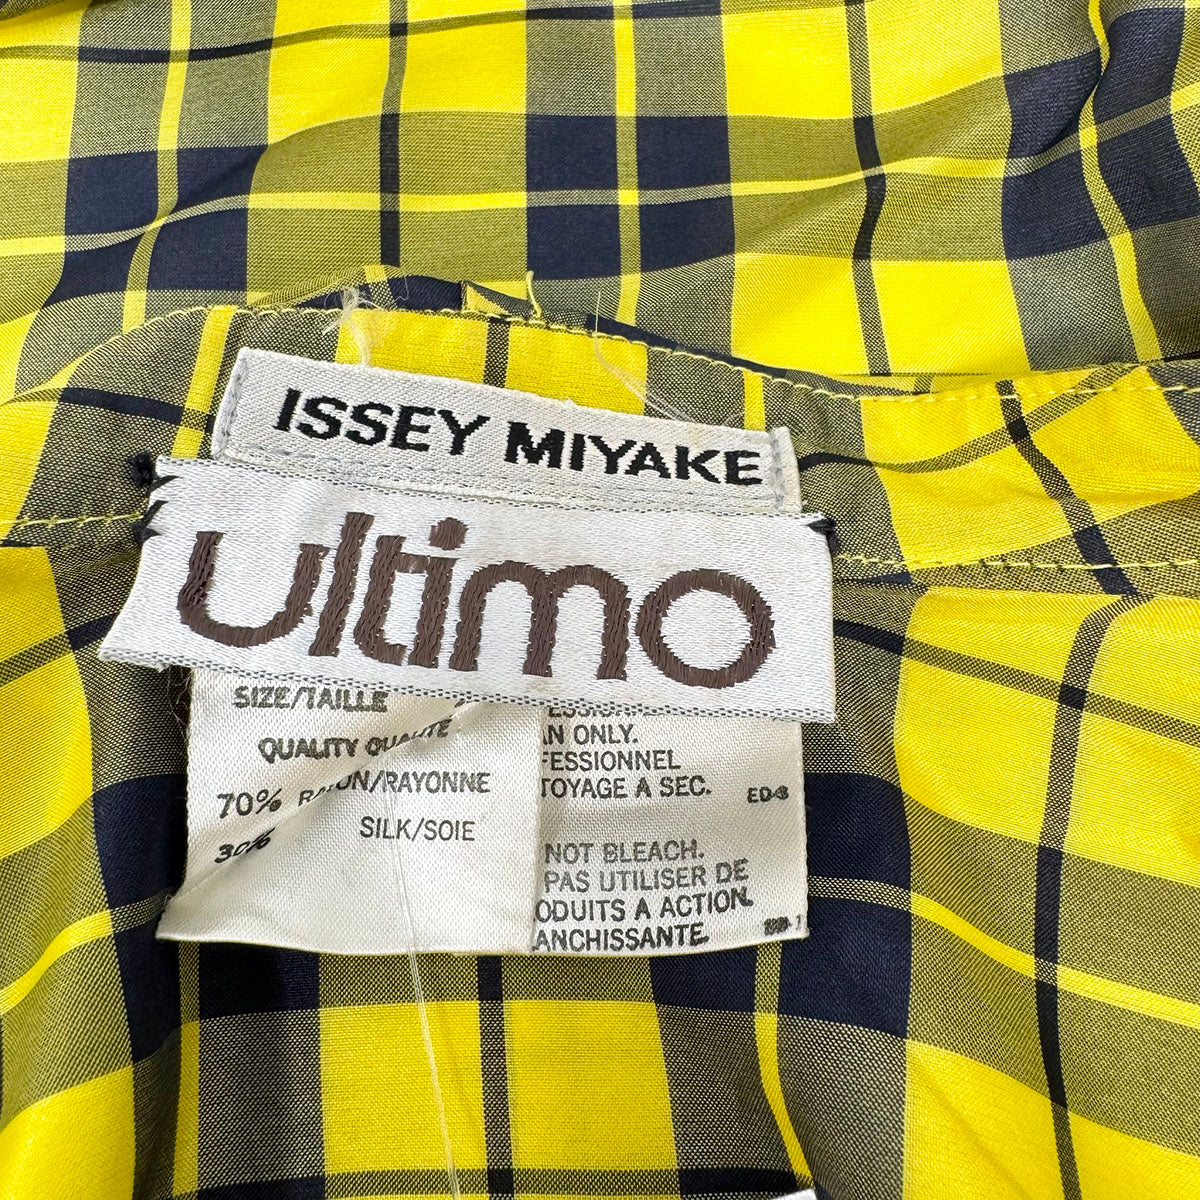 ISSEY MIYAKE
ultimo
SIZE/TAILLE
QUALITY QUALITE
70% RAYON/RAYONNE
30% SILK/SOIE
N ONLY.
FESSIONNEL
TOYAGE A SEC.
ED-3
NOT BLEACH.
PAS UTILISER DE
ODUITS A ACTION.
ANCHISSANTE.